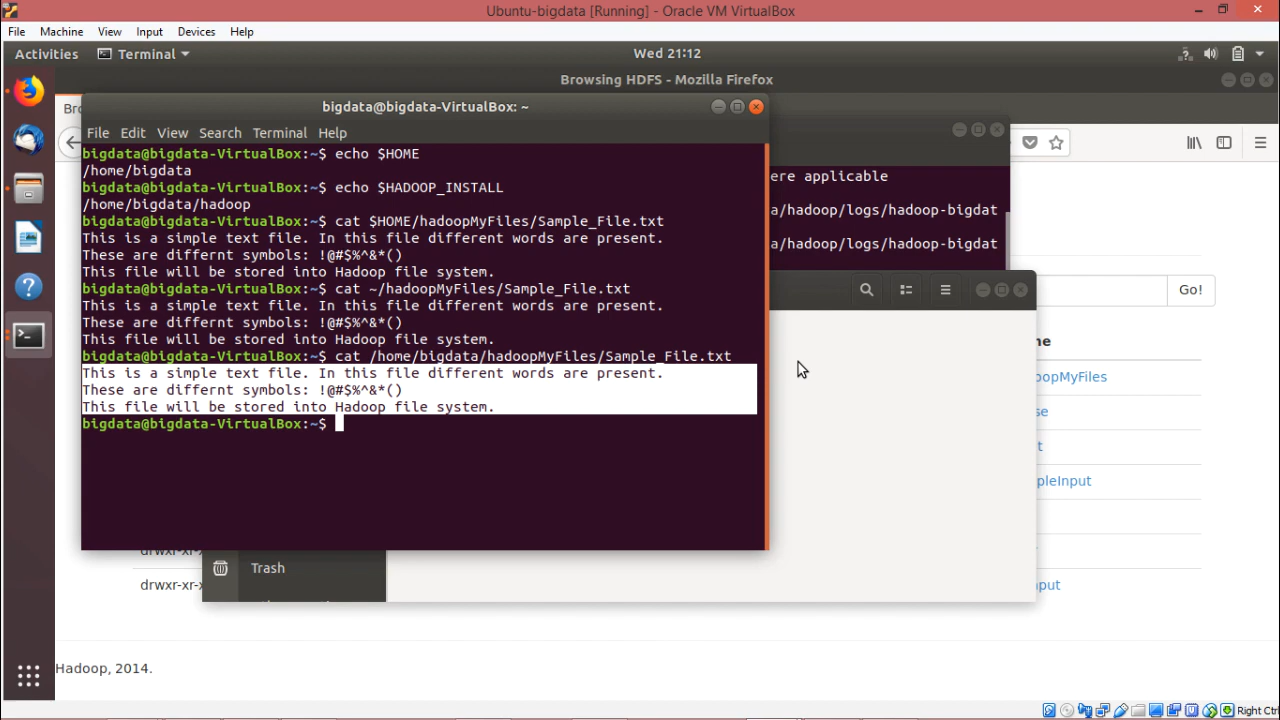 Ubuntu-bigdata [Running] - Oracle VM VirtualBox
File Machine View Input Devices Help
Activities Terminal Wed 21:12
Browsing HDFS - Mozilla Firefox
bigdata@bigdata-VirtualBox: ~
File Edit View Search Terminal Help
bigdata@bigdata-VirtualBox:~$ echo $HOME
/home/bigdata
bigdata@bigdata-VirtualBox:~$ echo $HADOOP_INSTALL
/home/bigdata/hadoop
bigdata@bigdata-VirtualBox:~$ cat $HOME/hadoopMyFiles/Sample_File.txt
This is a simple text file. In this file different words are present.
These are differnt symbols: !@#$%^&*()
This file will be stored into Hadoop file system.
bigdata@bigdata-VirtualBox:~$ cat ~/hadoopMyFiles/Sample_File.txt
This is a simple text file. In this file different words are present.
These are differnt symbols: !@#$%^&*()
This file will be stored into Hadoop file system.
bigdata@bigdata-VirtualBox:~$ cat /home/bigdata/hadoopMyFiles/Sample_File.txt
This is a simple text file. In this file different words are present.
These are differnt symbols: !@#$%^&*()
This file will be stored into Hadoop file system.
bigdata@bigdata-VirtualBox:~$
Bro
ere applicable
a/hadoop/logs/hadoop-bigdat
a/hadoop/logs/hadoop-bigdat
Go!
me
oopMyFiles
se
t
pleInput
put
drwxr-xr-x
drwxr-xr-x
Trash
Hadoop, 2014.
Right Ctrl